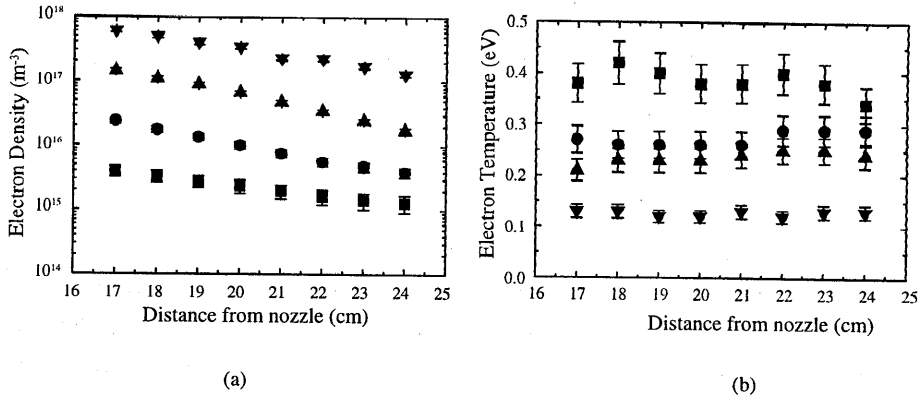 10^18
10^17
10^16
10^15
10^14
Electron Density (m^-3)
16 17 18 19 20 21 22 23 24 25
Distance from nozzle (cm)
(a)
0.5
0.4
0.3
0.2
0.1
0.0
Electron Temperature (eV)
16 17 18 19 20 21 22 23 24 25
Distance from nozzle (cm)
(b)